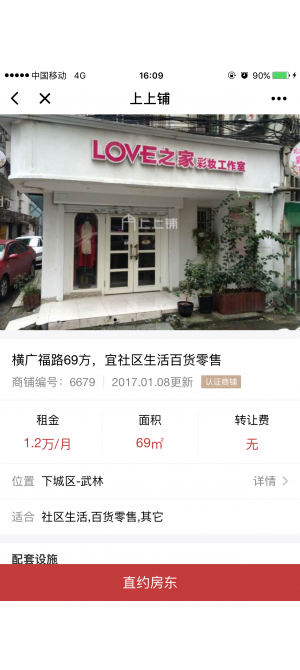 中国移动 4G 16:09 90%
上上铺
LOVE之家 彩妆工作室
上上铺
横广福路69方，宜社区生活百货零售
商铺编号：6679 | 2017.01.08更新 认证商铺
租金 面积 转让费
1.2万/月 69㎡ 无
位置 下城区-武林 详情
适合 社区生活,百货零售,其它
配套设施
直约房东